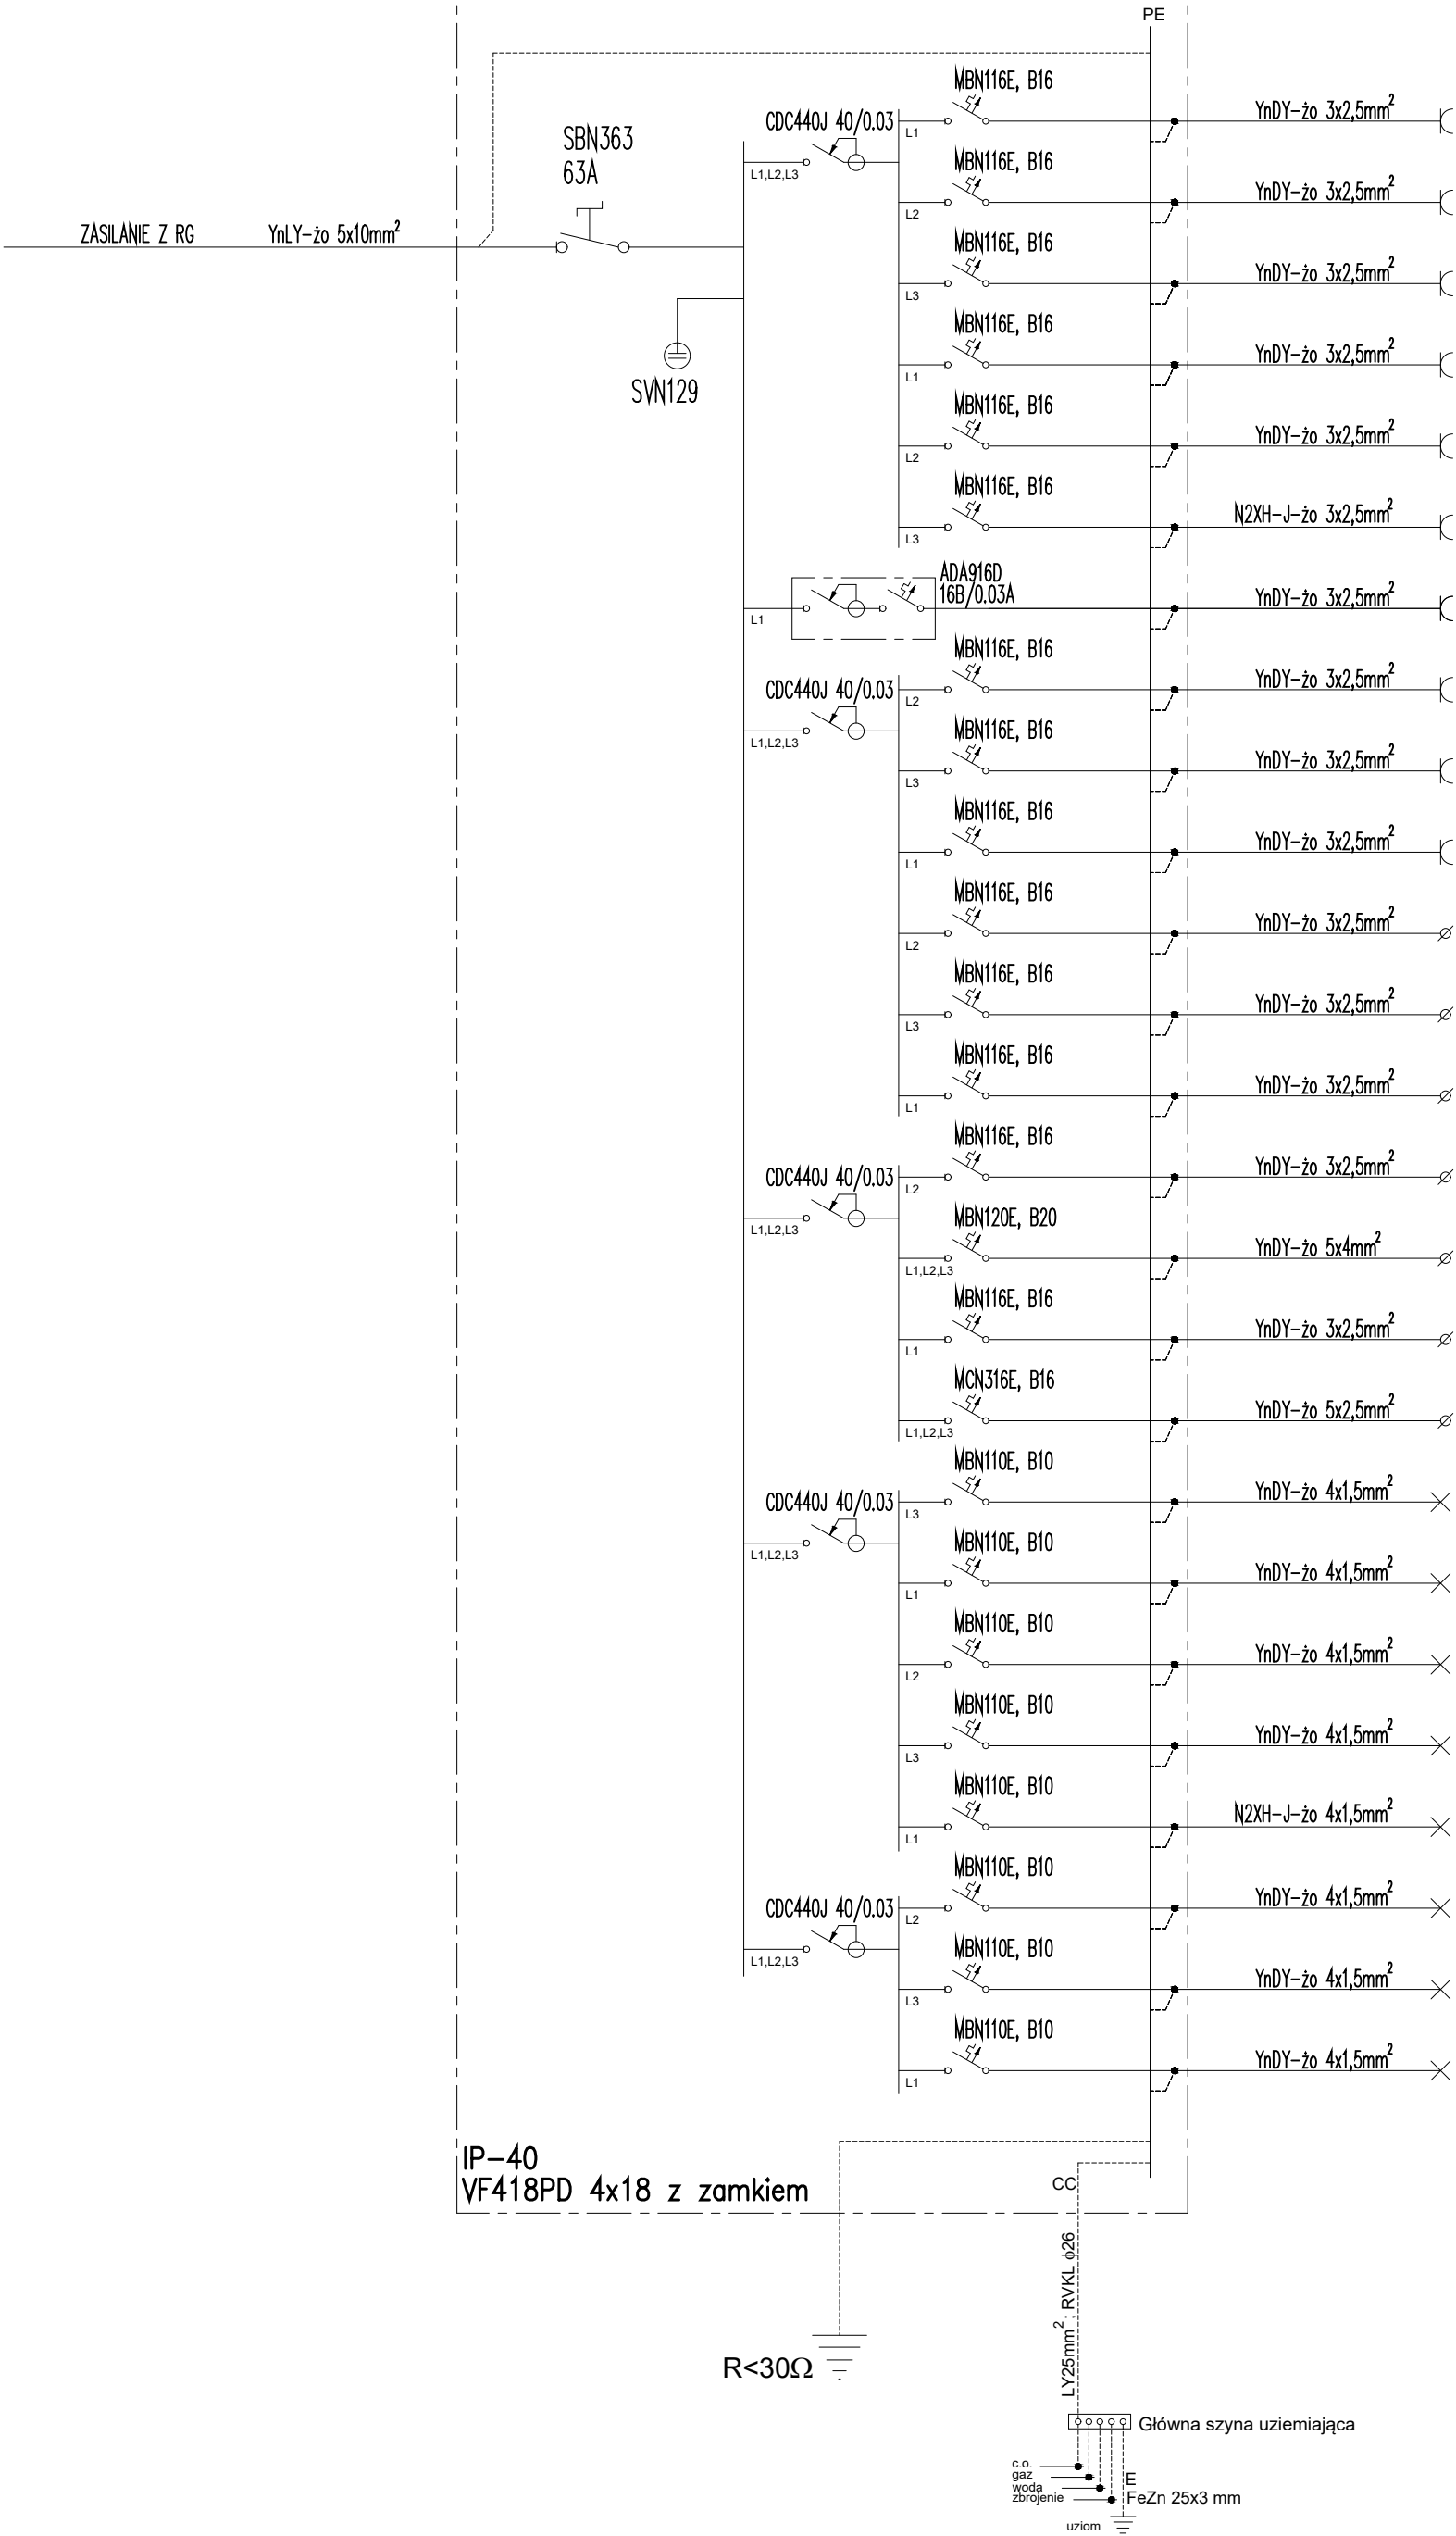 PE
MBN116E, B16
CDC440J 40/0.03
YnDY-żo 3x2,5mm²
L1
SBN363
63A
L1,L2,L3
MBN116E, B16
YnDY-żo 3x2,5mm²
L2
ZASILANIE Z RG
YnLY-żo 5x10mm²
MBN116E, B16
YnDY-żo 3x2,5mm²
L3
MBN116E, B16
YnDY-żo 3x2,5mm²
L1
SVN129
MBN116E, B16
YnDY-żo 3x2,5mm²
L2
MBN116E, B16
N2XH-J-żo 3x2,5mm²
L3
ADA916D
16B/0.03A
YnDY-żo 3x2,5mm²
L1
MBN116E, B16
CDC440J 40/0.03
YnDY-żo 3x2,5mm²
L2
L1,L2,L3
MBN116E, B16
YnDY-żo 3x2,5mm²
L3
MBN116E, B16
YnDY-żo 3x2,5mm²
L1
MBN116E, B16
YnDY-żo 3x2,5mm²
L2
MBN116E, B16
YnDY-żo 3x2,5mm²
L3
MBN116E, B16
YnDY-żo 3x2,5mm²
L1
MBN116E, B16
CDC440J 40/0.03
YnDY-żo 3x2,5mm²
L2
L1,L2,L3
MBN120E, B20
YnDY-żo 5x4mm²
L1,L2,L3
MBN116E, B16
YnDY-żo 3x2,5mm²
L1
MCN316E, B16
YnDY-żo 5x2,5mm²
L1,L2,L3
MBN110E, B10
CDC440J 40/0.03
YnDY-żo 4x1,5mm²
L3
L1,L2,L3
MBN110E, B10
YnDY-żo 4x1,5mm²
L1
MBN110E, B10
YnDY-żo 4x1,5mm²
L2
MBN110E, B10
YnDY-żo 4x1,5mm²
L3
MBN110E, B10
N2XH-J-żo 4x1,5mm²
L1
MBN110E, B10
CDC440J 40/0.03
YnDY-żo 4x1,5mm²
L2
L1,L2,L3
MBN110E, B10
YnDY-żo 4x1,5mm²
L3
MBN110E, B10
YnDY-żo 4x1,5mm²
L1
IP-40
VF418PD 4x18 z zamkiem
CC
LY25mm² ; RVKL ϕ26
R<30Ω
Główna szyna uziemiająca
c.o.
gaz
woda
zbrojenie
E
FeZn 25x3 mm
uziom